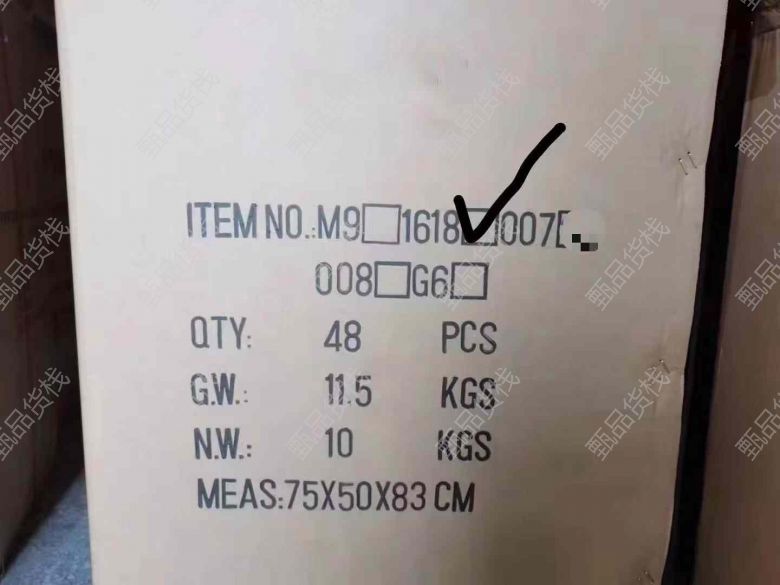 ITEM NO.:M9□1618☑007□
008□G6□
QTY: 48 PCS
G.W.: 11.5 KGS
N.W.: 10 KGS
MEAS:75X50X83 CM
甄品货栈